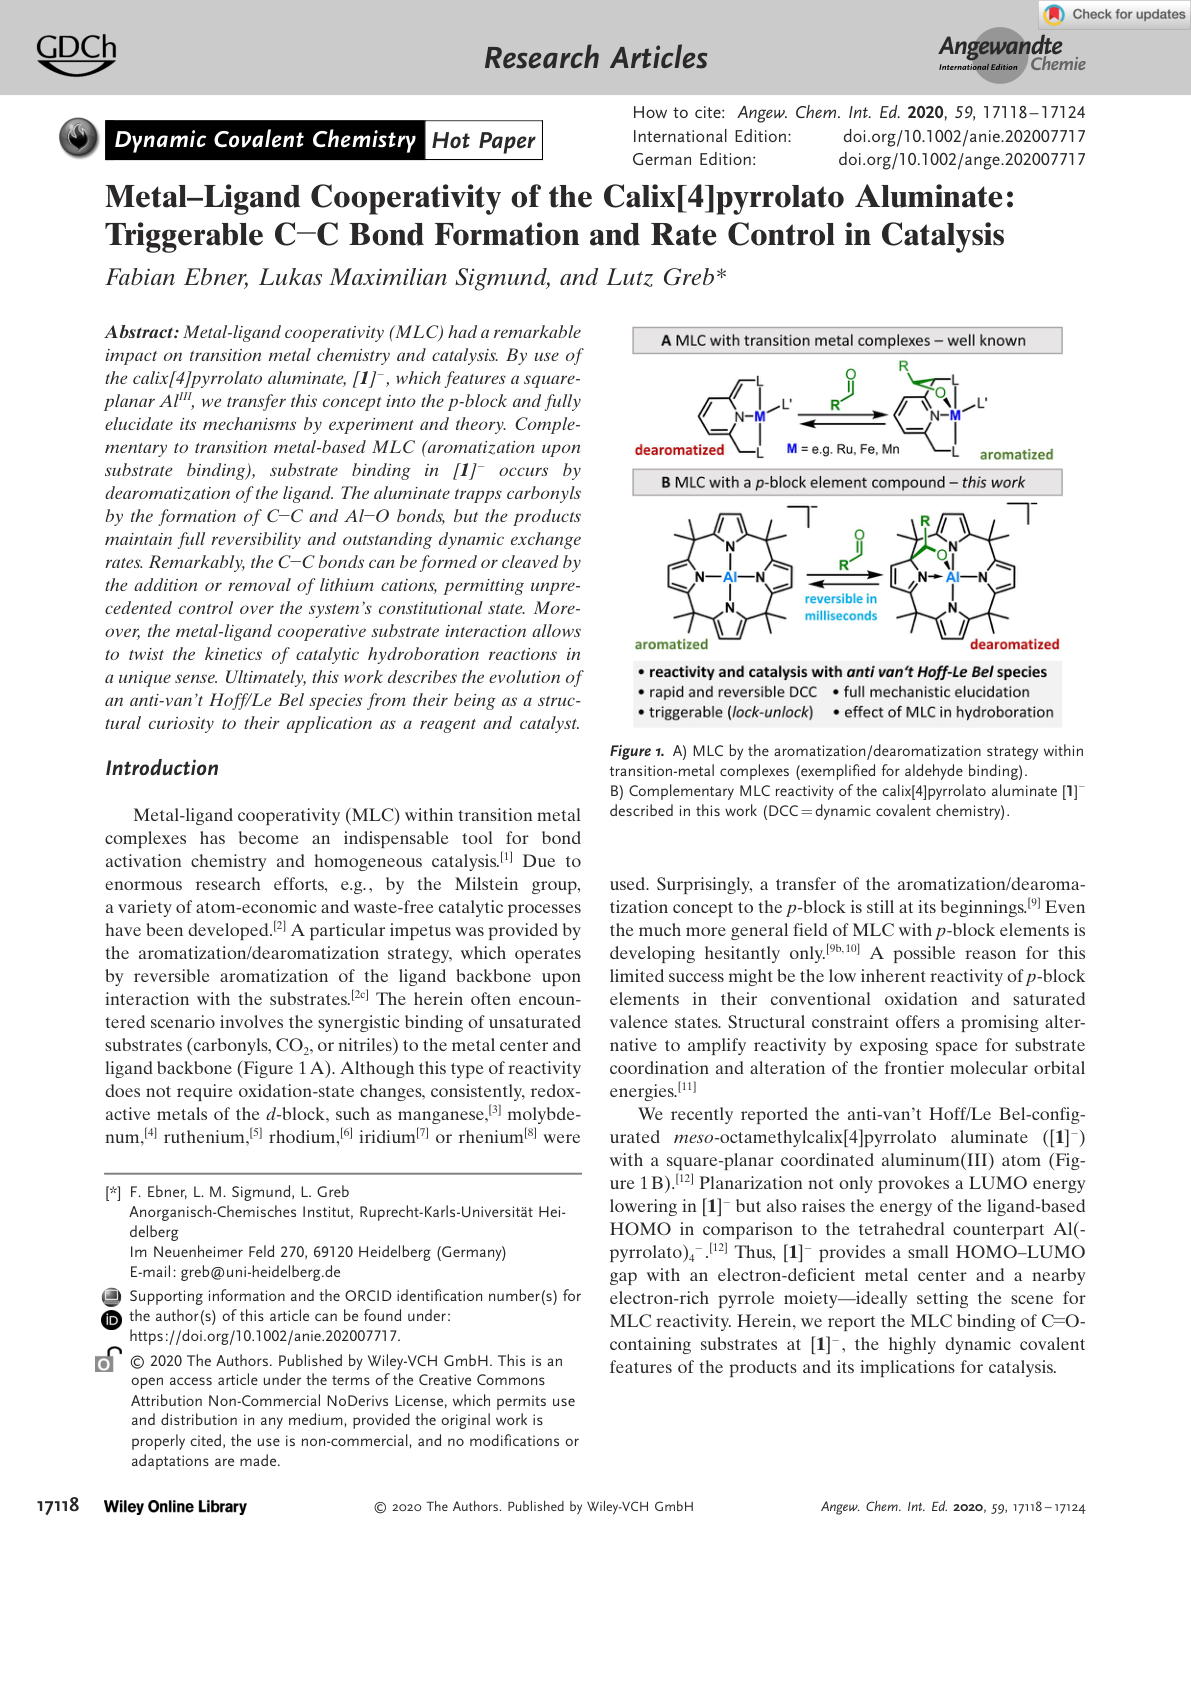 Check for updates
GDCh
Research Articles
Angewandte
International Edition Chemie
How to cite: Angew. Chem. Int. Ed. 2020, 59, 17118–17124
International Edition: doi.org/10.1002/anie.202007717
German Edition: doi.org/10.1002/ange.202007717
Dynamic Covalent Chemistry Hot Paper
Metal–Ligand Cooperativity of the Calix[4]pyrrolato Aluminate:
Triggerable C–C Bond Formation and Rate Control in Catalysis
Fabian Ebner, Lukas Maximilian Sigmund, and Lutz Greb*
Abstract: Metal-ligand cooperativity (MLC) had a remarkable
impact on transition metal chemistry and catalysis. By use of
the calix[4]pyrrolato aluminate, [1]⁻, which features a square-
planar Alᴵᴵᴵ, we transfer this concept into the p-block and fully
elucidate its mechanisms by experiment and theory. Comple-
mentary to transition metal-based MLC (aromatization upon
substrate binding), substrate binding in [1]⁻ occurs by
dearomatization of the ligand. The aluminate trapps carbonyls
by the formation of C–C and Al–O bonds, but the products
maintain full reversibility and outstanding dynamic exchange
rates. Remarkably, the C–C bonds can be formed or cleaved by
the addition or removal of lithium cations, permitting unpre-
cedented control over the system's constitutional state. More-
over, the metal-ligand cooperative substrate interaction allows
to twist the kinetics of catalytic hydroboration reactions in
a unique sense. Ultimately, this work describes the evolution of
an anti-van't Hoff/Le Bel species from their being as a struc-
tural curiosity to their application as a reagent and catalyst.
Introduction
Metal-ligand cooperativity (MLC) within transition metal
complexes has become an indispensable tool for bond
activation chemistry and homogeneous catalysis.[1] Due to
enormous research efforts, e.g., by the Milstein group,
a variety of atom-economic and waste-free catalytic processes
have been developed.[2] A particular impetus was provided by
the aromatization/dearomatization strategy, which operates
by reversible aromatization of the ligand backbone upon
interaction with the substrates.[2c] The herein often encoun-
tered scenario involves the synergistic binding of unsaturated
substrates (carbonyls, CO₂, or nitriles) to the metal center and
ligand backbone (Figure 1 A). Although this type of reactivity
does not require oxidation-state changes, consistently, redox-
active metals of the d-block, such as manganese,[3] molybde-
num,[4] ruthenium,[5] rhodium,[6] iridium[7] or rhenium[8] were
[*] F. Ebner, L. M. Sigmund, L. Greb
Anorganisch-Chemisches Institut, Ruprecht-Karls-Universität Hei-
delberg
Im Neuenheimer Feld 270, 69120 Heidelberg (Germany)
E-mail: greb@uni-heidelberg.de
Supporting information and the ORCID identification number(s) for
iD the author(s) of this article can be found under:
https://doi.org/10.1002/anie.202007717.
© 2020 The Authors. Published by Wiley-VCH GmbH. This is an
open access article under the terms of the Creative Commons
Attribution Non-Commercial NoDerivs License, which permits use
and distribution in any medium, provided the original work is
properly cited, the use is non-commercial, and no modifications or
adaptations are made.
A MLC with transition metal complexes – well known
L N M L' L
R O
R O L N M L' L
dearomatized
M = e.g. Ru, Fe, Mn
aromatized
B MLC with a p-block element compound – this work
N N Al N N
R O
R O N N Al N N
reversible in
milliseconds
aromatized
dearomatized
• reactivity and catalysis with anti van't Hoff-Le Bel species
• rapid and reversible DCC • full mechanistic elucidation
• triggerable (lock-unlock) • effect of MLC in hydroboration
Figure 1. A) MLC by the aromatization/dearomatization strategy within
transition-metal complexes (exemplified for aldehyde binding).
B) Complementary MLC reactivity of the calix[4]pyrrolato aluminate [1]⁻
described in this work (DCC = dynamic covalent chemistry).
used. Surprisingly, a transfer of the aromatization/dearoma-
tization concept to the p-block is still at its beginnings.[9] Even
the much more general field of MLC with p-block elements is
developing hesitantly only.[9b,10] A possible reason for this
limited success might be the low inherent reactivity of p-block
elements in their conventional oxidation and saturated
valence states. Structural constraint offers a promising alter-
native to amplify reactivity by exposing space for substrate
coordination and alteration of the frontier molecular orbital
energies.[11]
We recently reported the anti-van't Hoff/Le Bel-config-
urated meso-octamethylcalix[4]pyrrolato aluminate ([1]⁻)
with a square-planar coordinated aluminum(III) atom (Fig-
ure 1 B).[12] Planarization not only provokes a LUMO energy
lowering in [1]⁻ but also raises the energy of the ligand-based
HOMO in comparison to the tetrahedral counterpart Al(-
pyrrolato)₄⁻.[12] Thus, [1]⁻ provides a small HOMO–LUMO
gap with an electron-deficient metal center and a nearby
electron-rich pyrrole moiety—ideally setting the scene for
MLC reactivity. Herein, we report the MLC binding of C=O-
containing substrates at [1]⁻, the highly dynamic covalent
features of the products and its implications for catalysis.
17118 Wiley Online Library © 2020 The Authors. Published by Wiley-VCH GmbH Angew. Chem. Int. Ed. 2020, 59, 17118–17124